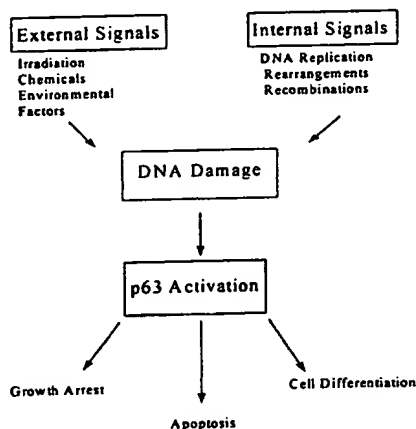 External Signals
Irradiation
Chemicals
Environmental
Factors
Internal Signals
DNA Replication
Rearrangements
Recombinations
DNA Damage
p63 Activation
Growth Arrest
Cell Differentiation
Apoptosis